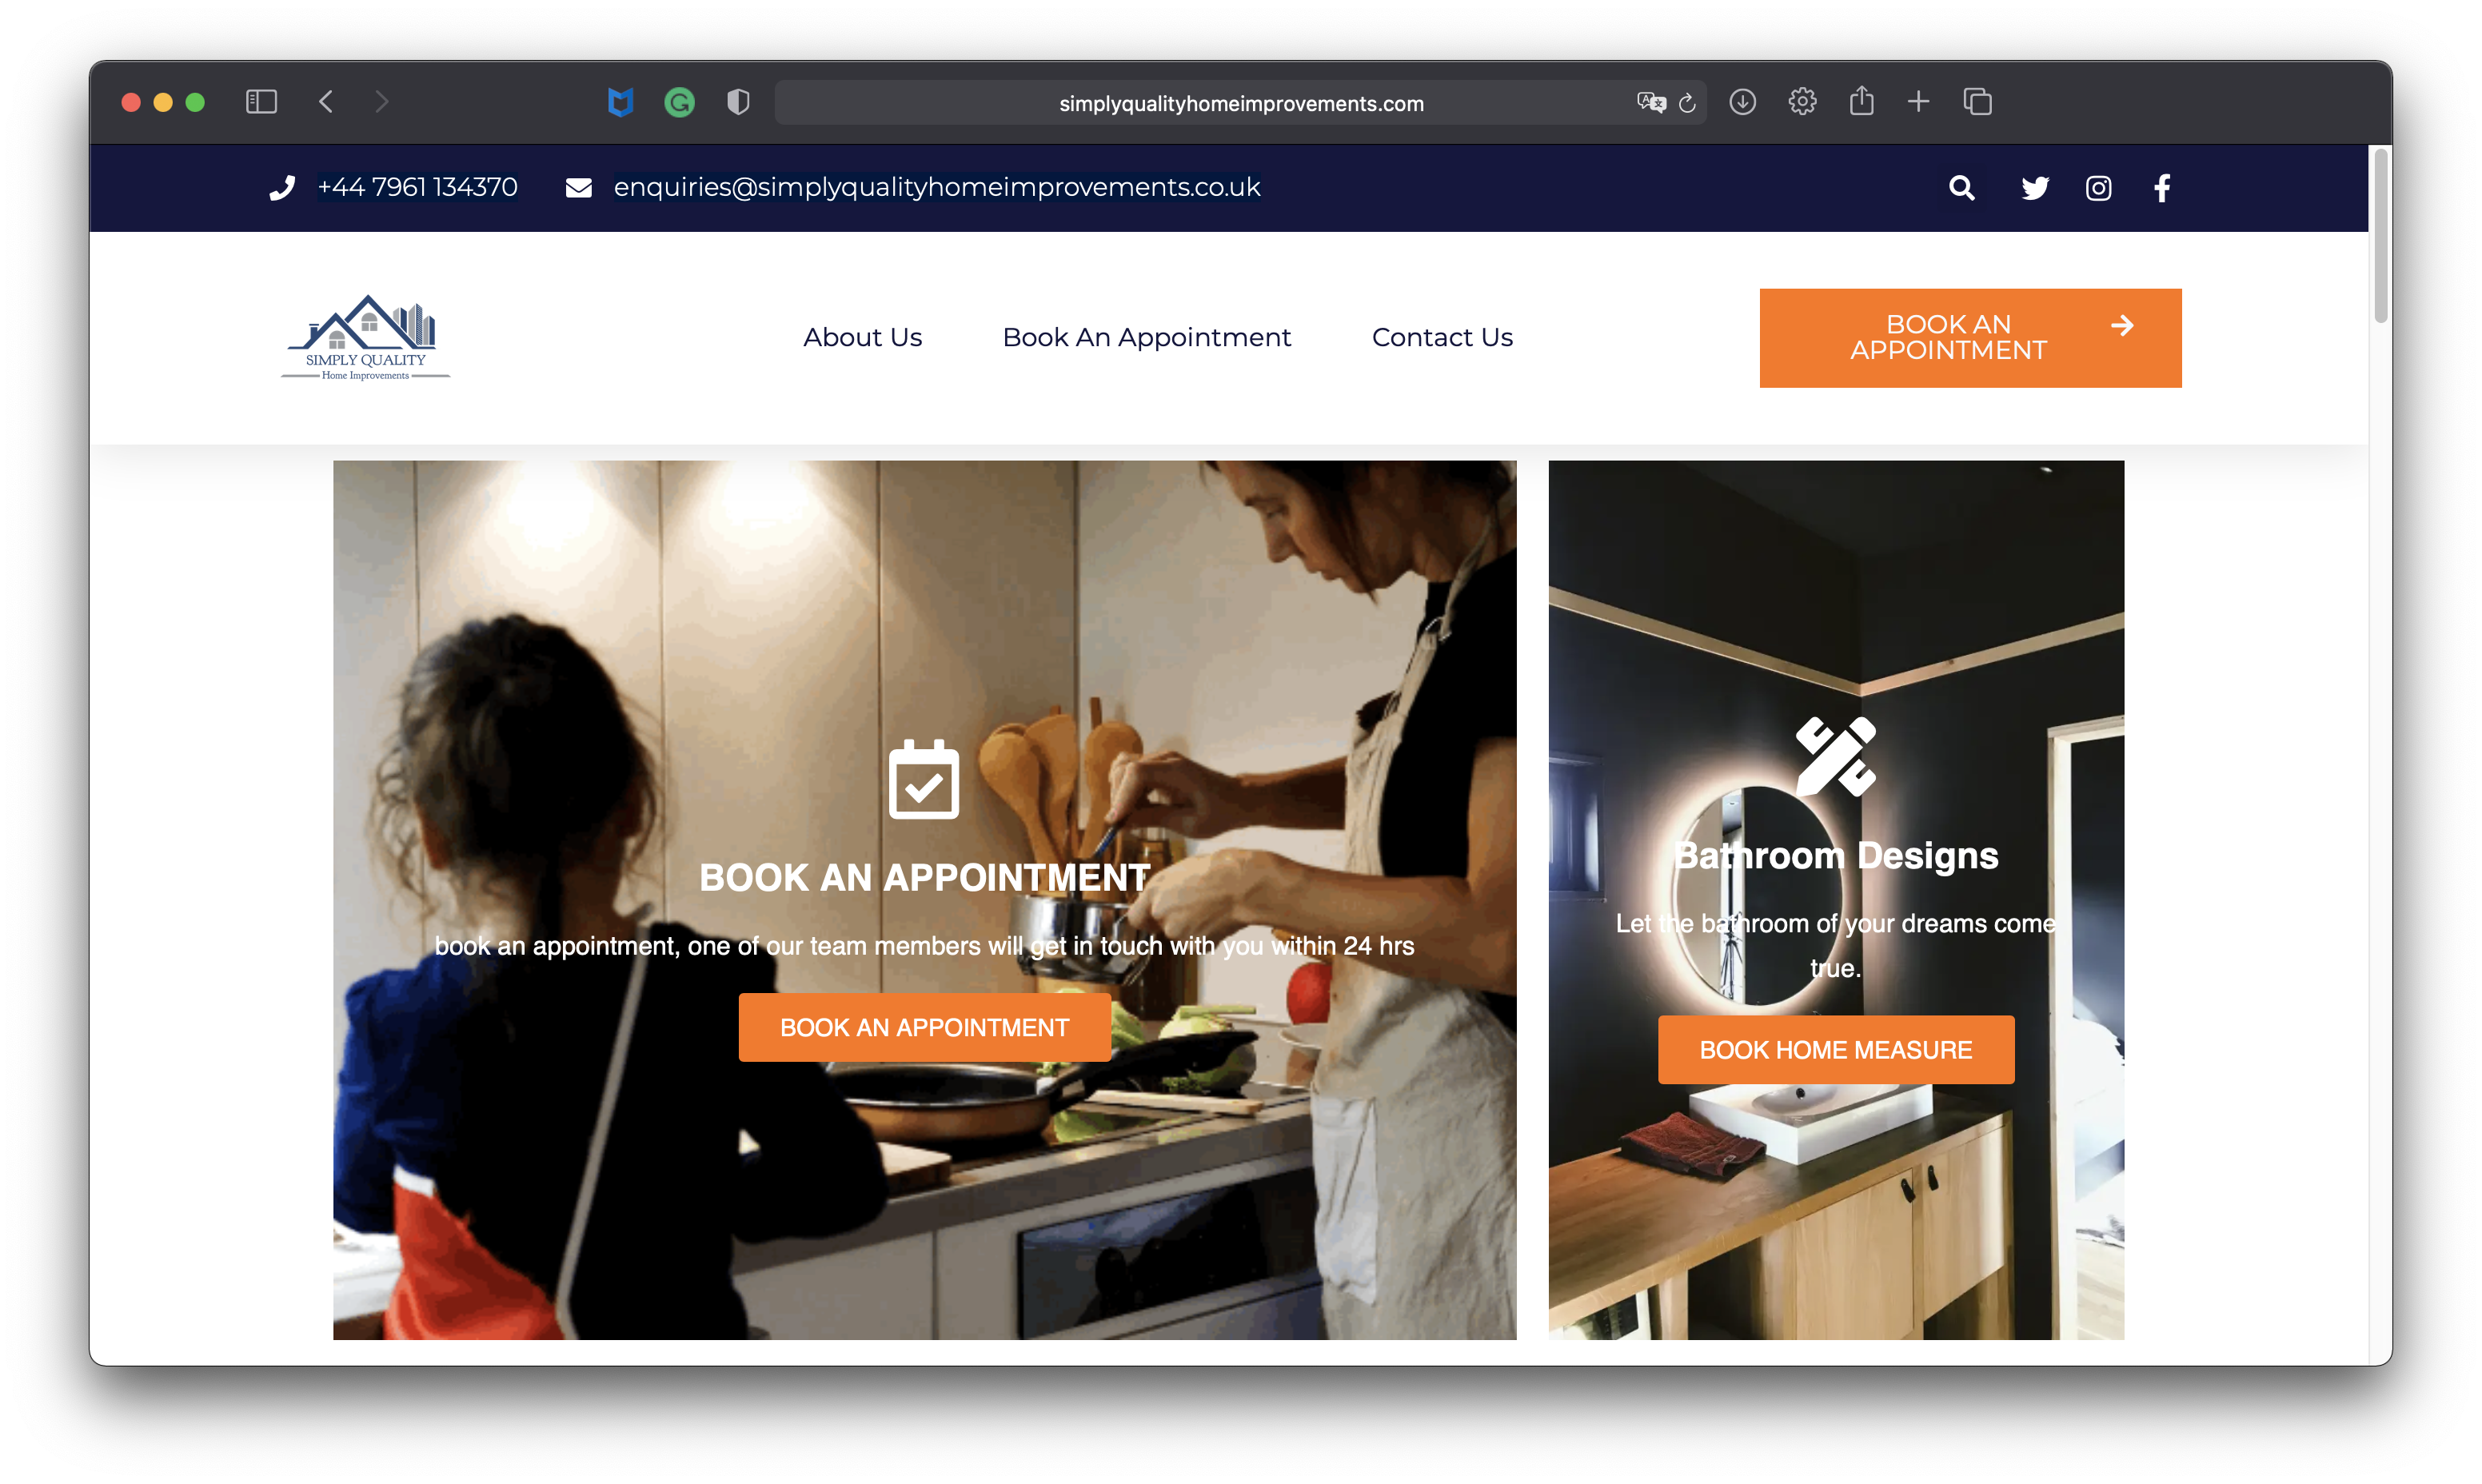 simplyqualityhomeimprovements.com
+44 7961 134370
enquiries@simplyqualityhomeimprovements.co.uk
SIMPLY QUALITY
Home Improvements
About Us
Book An Appointment
Contact Us
BOOK AN
APPOINTMENT
BOOK AN APPOINTMENT
book an appointment, one of our team members will get in touch with you within 24 hrs
BOOK AN APPOINTMENT
Bathroom Designs
Let the bathroom of your dreams come
true.
BOOK HOME MEASURE